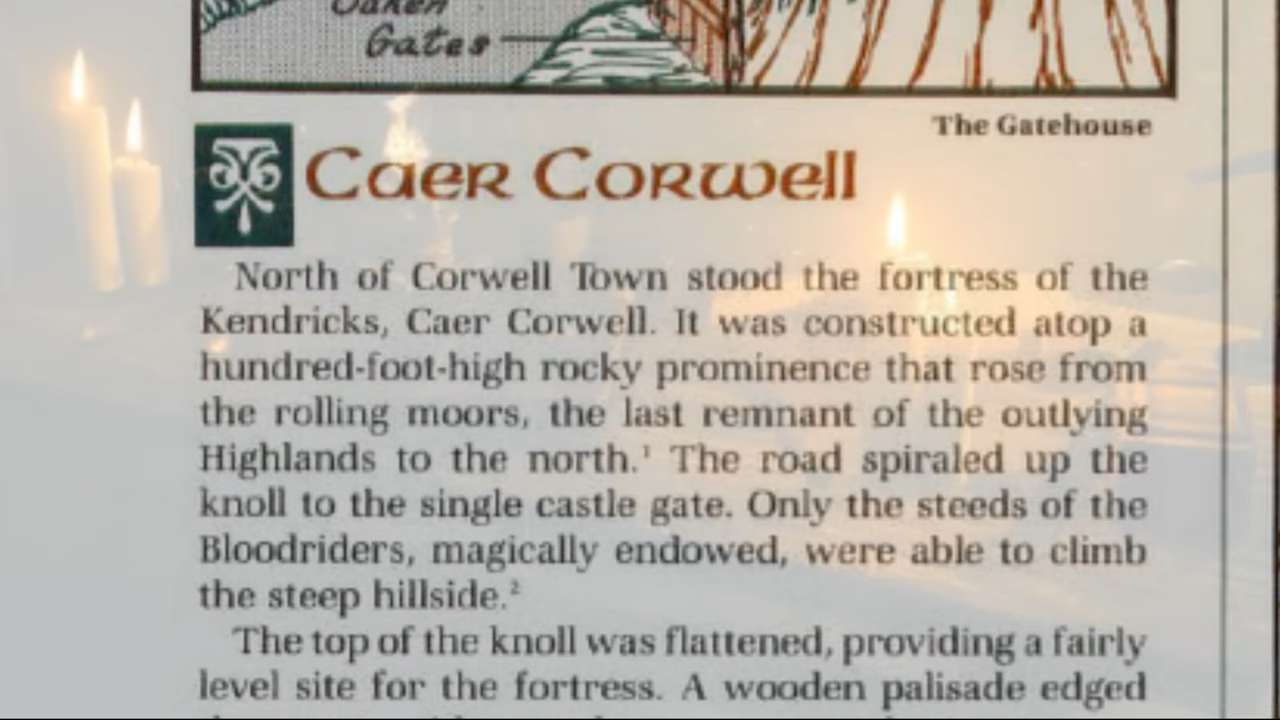 Oaken
Gates
The Gatehouse
Caer Corwell
North of Corwell Town stood the fortress of the
Kendricks, Caer Corwell. It was constructed atop a
hundred-foot-high rocky prominence that rose from
the rolling moors, the last remnant of the outlying
Highlands to the north.¹ The road spiraled up the
knoll to the single castle gate. Only the steeds of the
Bloodriders, magically endowed, were able to climb
the steep hillside.²
The top of the knoll was flattened, providing a fairly
level site for the fortress. A wooden palisade edged